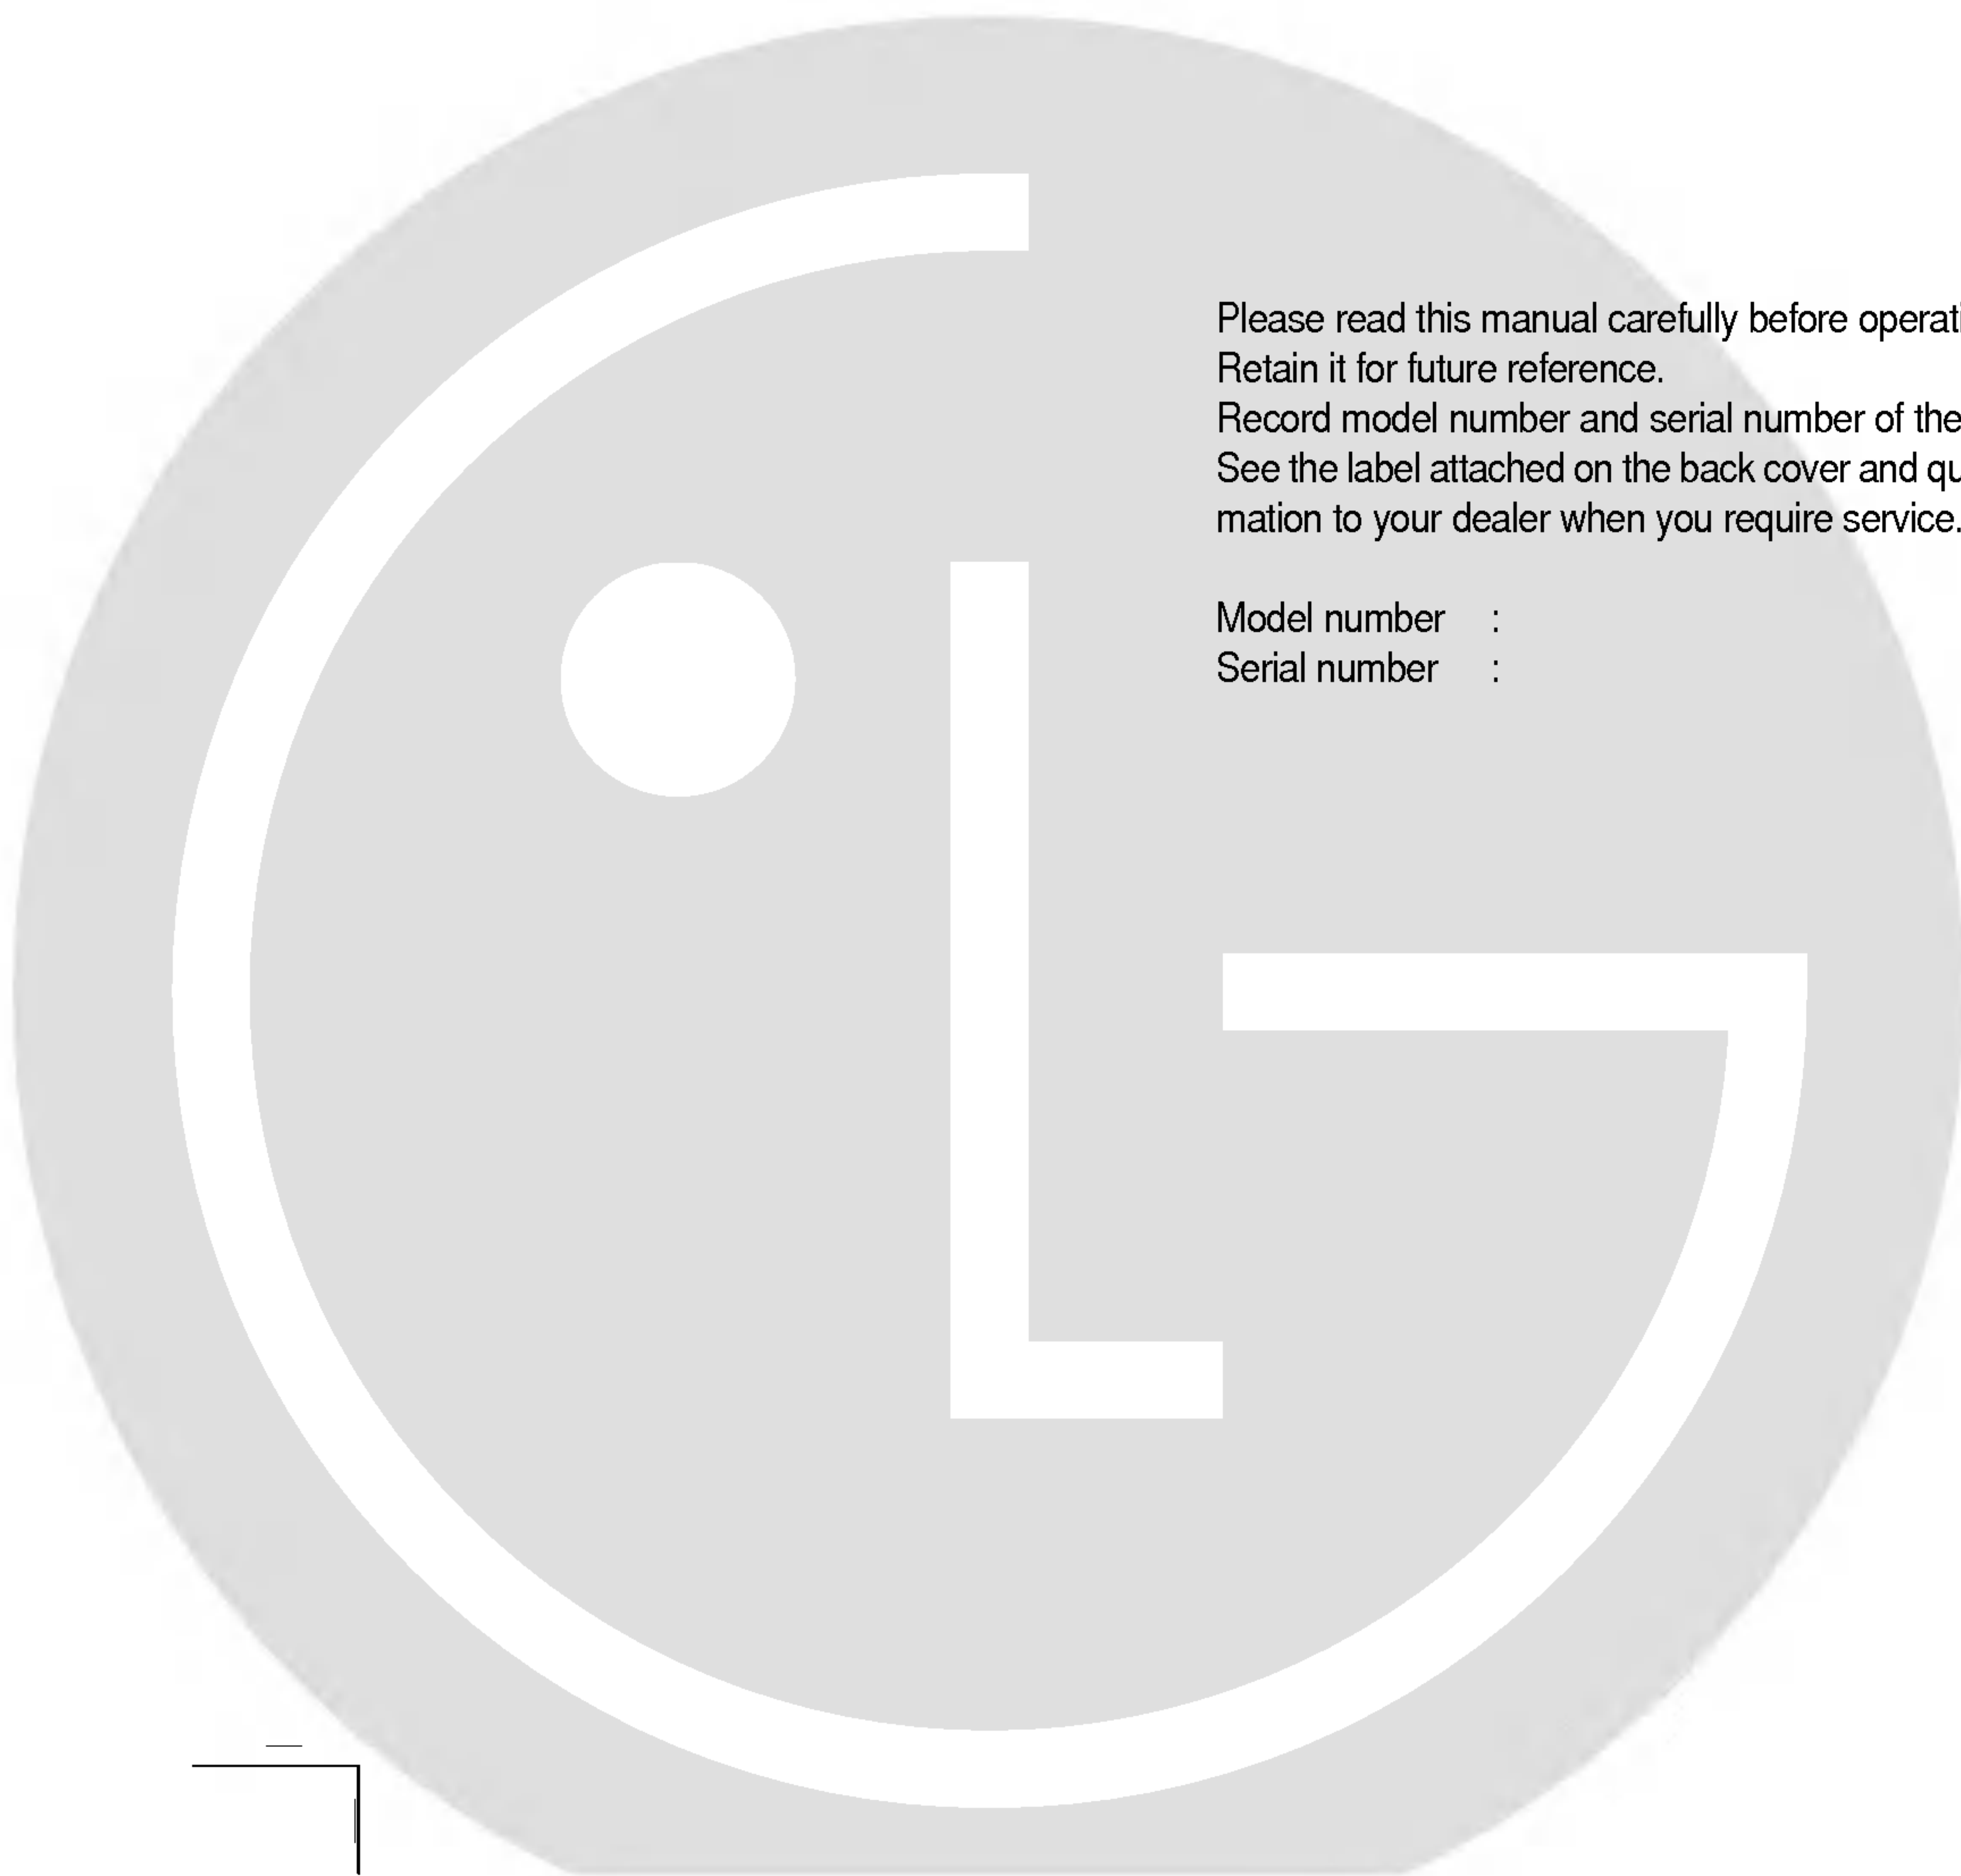 Please read this manual carefully before operati
Retain it for future reference.
Record model number and serial number of the
See the label attached on the back cover and qu
mation to your dealer when you require service.
Model number :
Serial number :